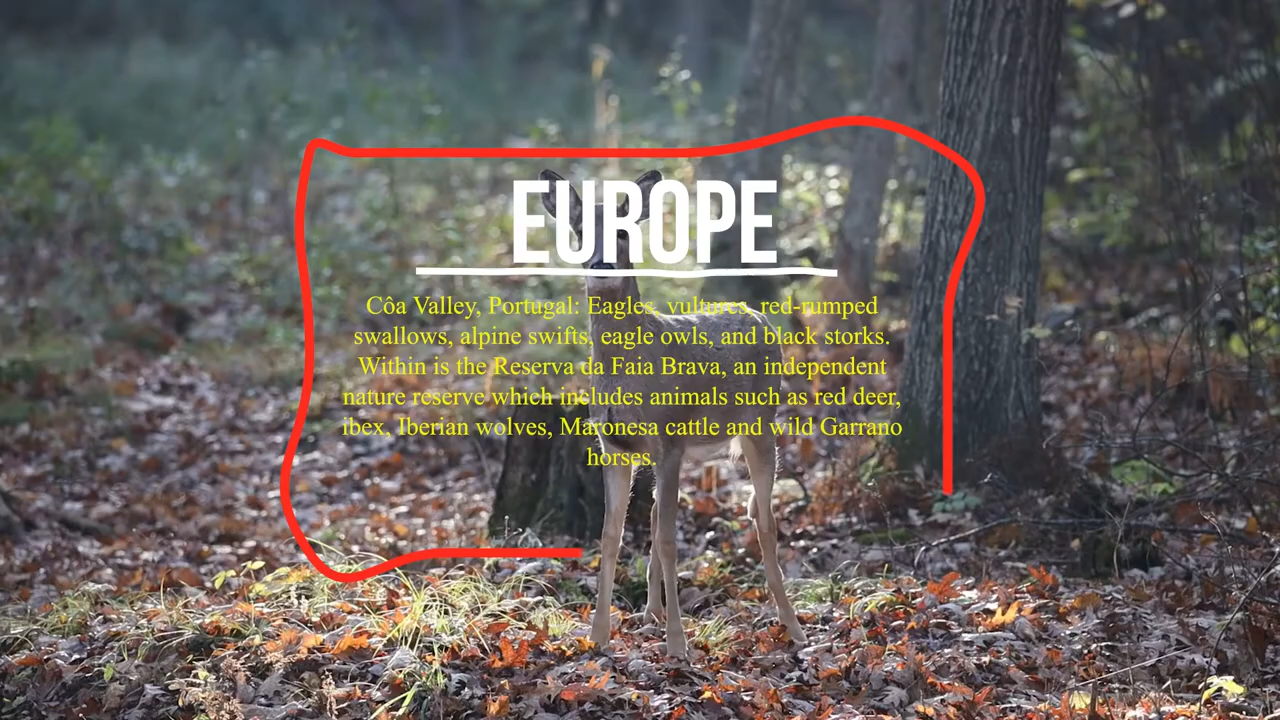 EUROPE
Côa Valley, Portugal: Eagles, vultures, red-rumped
swallows, alpine swifts, eagle owls, and black storks.
Within is the Reserva da Faia Brava, an independent
nature reserve which includes animals such as red deer,
ibex, Iberian wolves, Maronesa cattle and wild Garrano
horses.